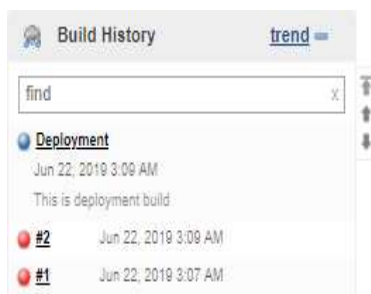 Build History trend
find x
Deployment
Jun 22, 2019 3:09 AM
This is deployment build
#2 Jun 22, 2019 3:09 AM
#1 Jun 22, 2019 3:07 AM